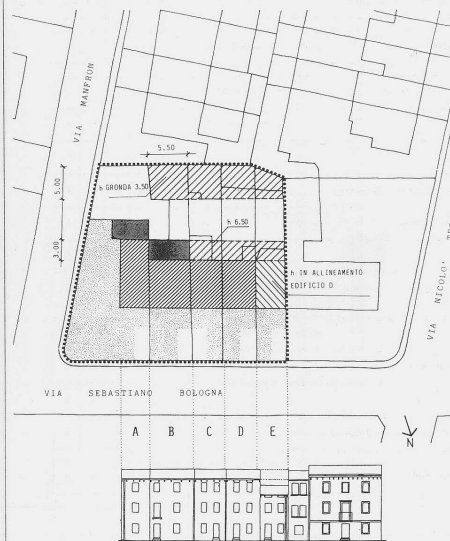 VIA MANFRON
5.50
5.00
h GRONDA 3.50
h 6.50
3.00
h IN ALLINEAMENTO
EDIFICIO D
VIA NICOLO'
VIA SEBASTIANO BOLOGNA
A B C D E
N